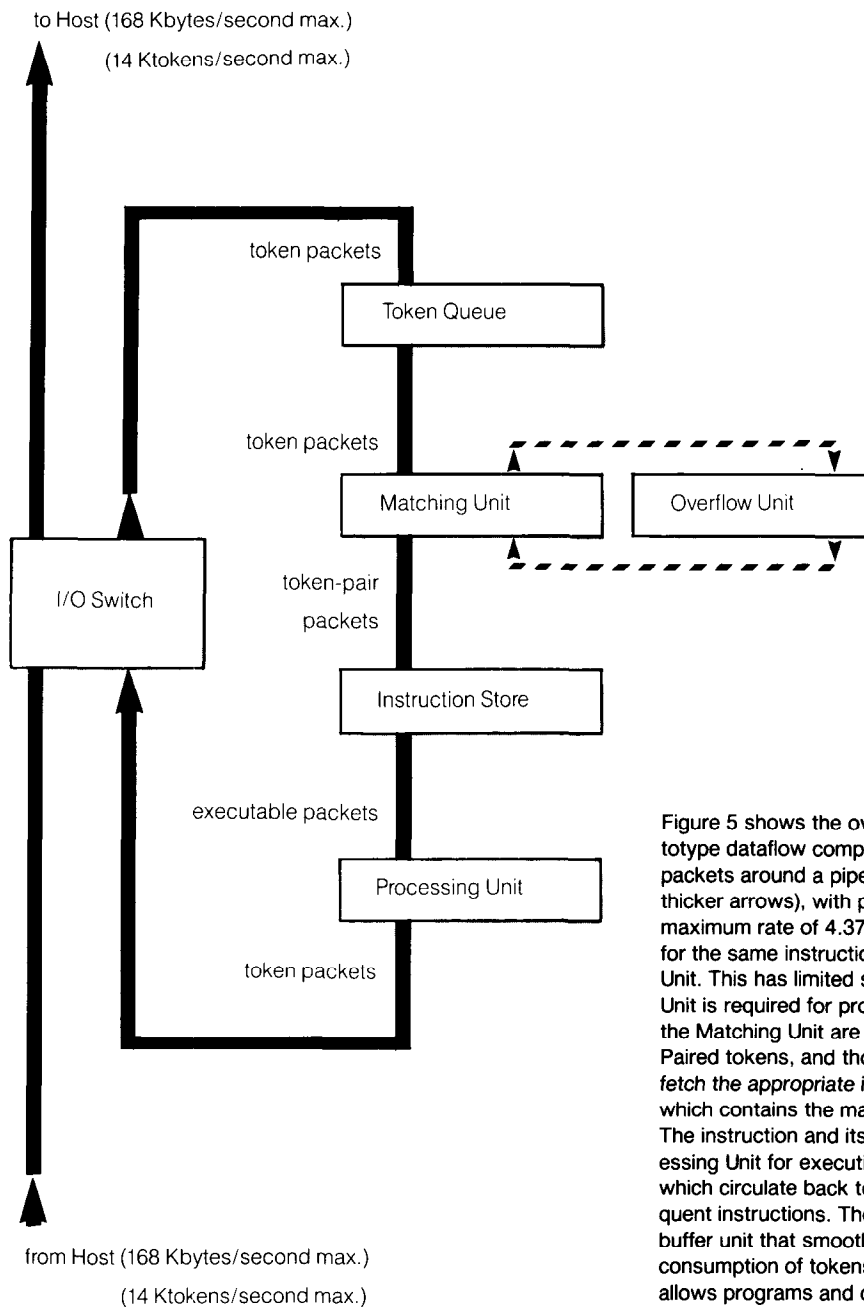 to Host (168 Kbytes/second max.)
(14 Ktokens/second max.)
token packets
Token Queue
token packets
Matching Unit
Overflow Unit
I/O Switch
token-pair
packets
Instruction Store
executable packets
Processing Unit
token packets
from Host (168 Kbytes/second max.)
(14 Ktokens/second max.)
Figure 5 shows the ov
totype dataflow comp
packets around a pipe
thicker arrows), with p
maximum rate of 4.37
for the same instructio
Unit. This has limited s
Unit is required for pro
the Matching Unit are
Paired tokens, and tho
fetch the appropriate i
which contains the ma
The instruction and its
essing Unit for executi
which circulate back to
quent instructions. The
buffer unit that smooth
consumption of tokens
allows programs and